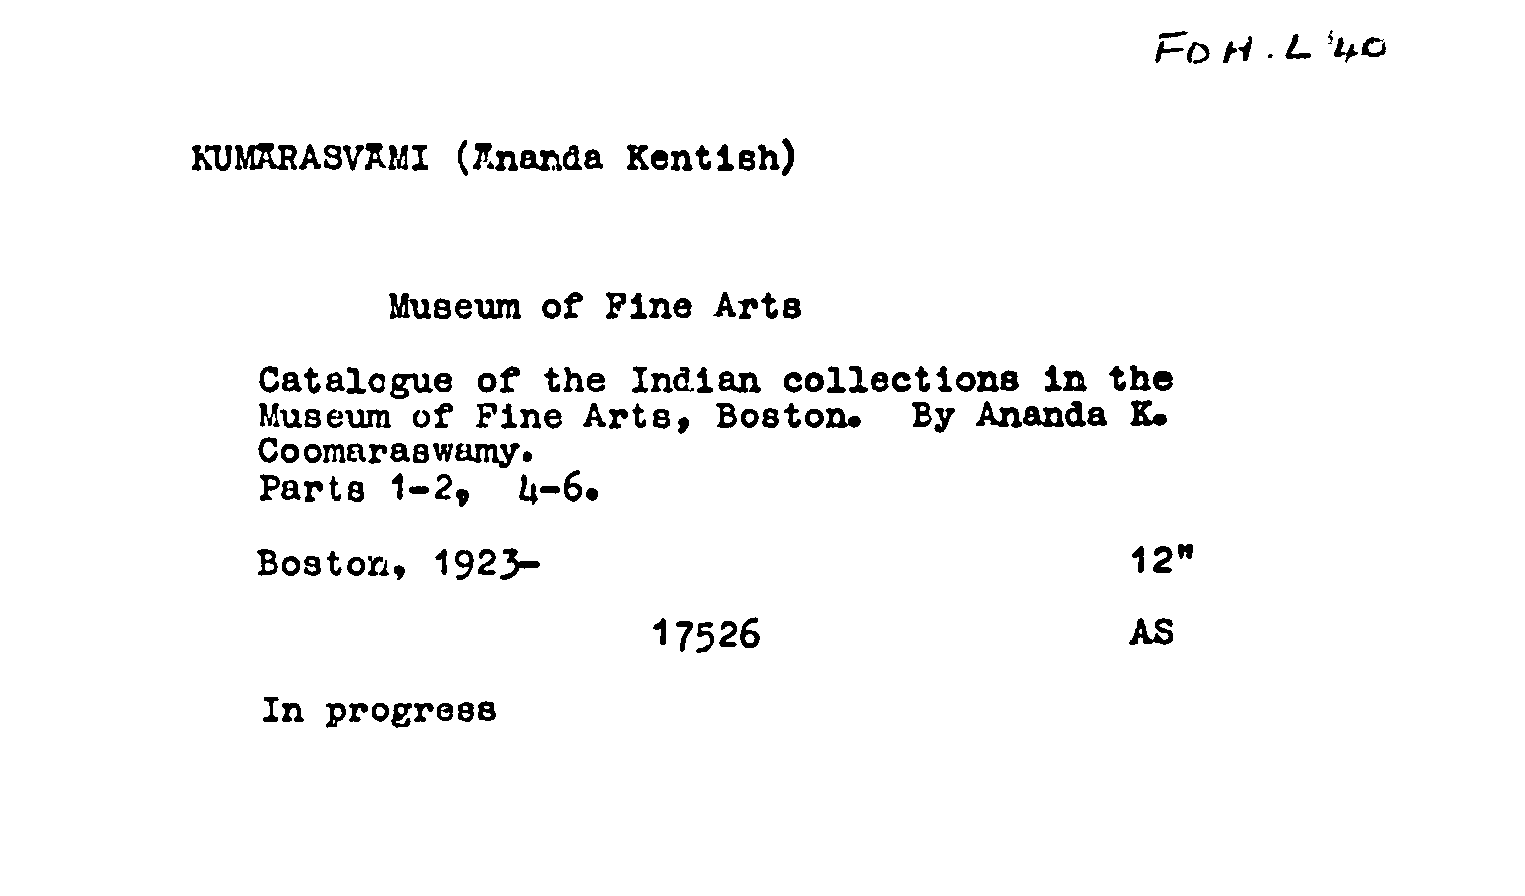 FDH.L '40
KUMĀRASVĀMI (Ānanda Kentish)
Museum of Fine Arts
Catalogue of the Indian collections in the
Museum of Fine Arts, Boston. By Ananda K.
Coomaraswamy.
Parts 1-2, 4-6.
Boston, 1923- 12"
17526 AS
In progress